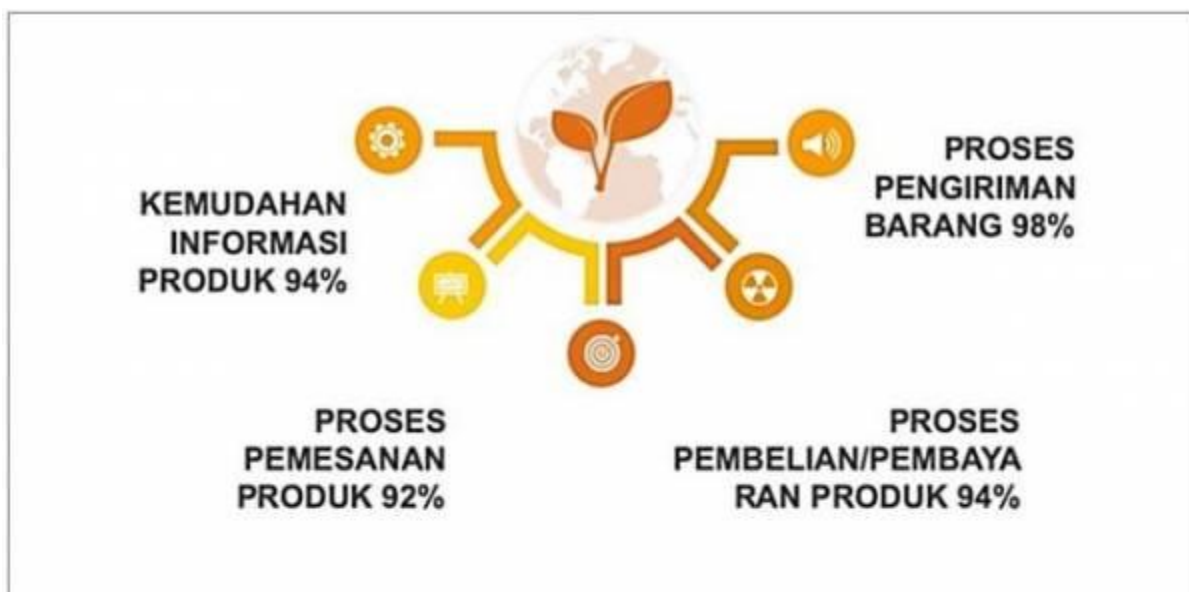 KEMUDAHAN
INFORMASI
PRODUK 94%
PROSES
PEMESANAN
PRODUK 92%
PROSES
PEMBELIAN/PEMBAYA
RAN PRODUK 94%
PROSES
PENGIRIMAN
BARANG 98%